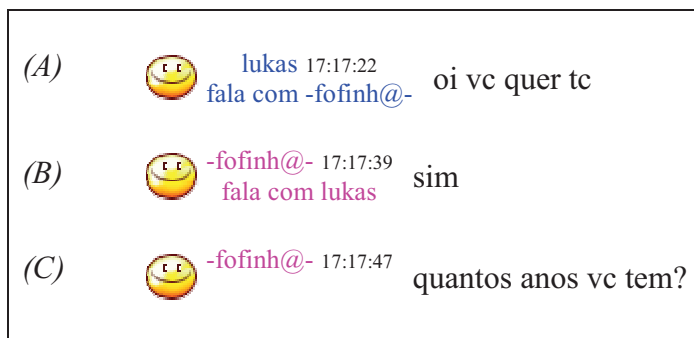 (A) lukas 17:17:22 oi vc quer tc
fala com -fofinh@-
(B) -fofinh@- 17:17:39 sim
fala com lukas
(C) -fofinh@- 17:17:47 quantos anos vc tem?